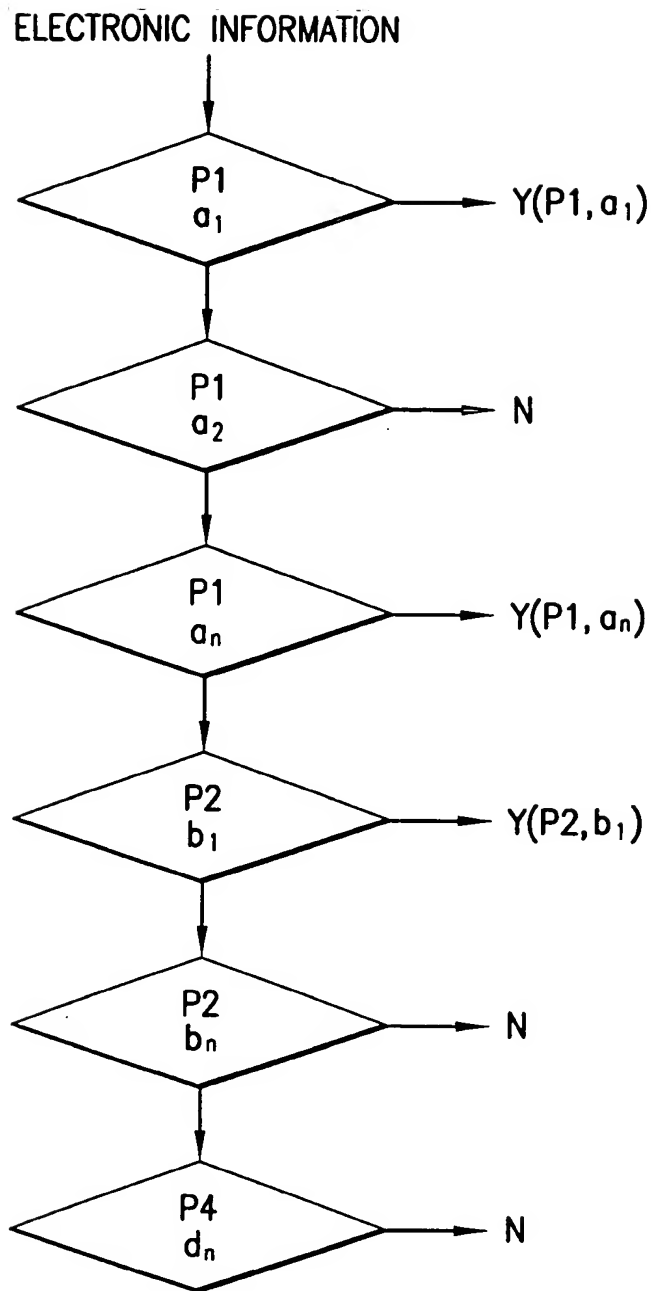 ELECTRONIC INFORMATION
P1
a₁
Y(P1, a₁)
P1
a₂
N
P1
aₙ
Y(P1, aₙ)
P2
b₁
Y(P2, b₁)
P2
bₙ
N
P4
dₙ
N